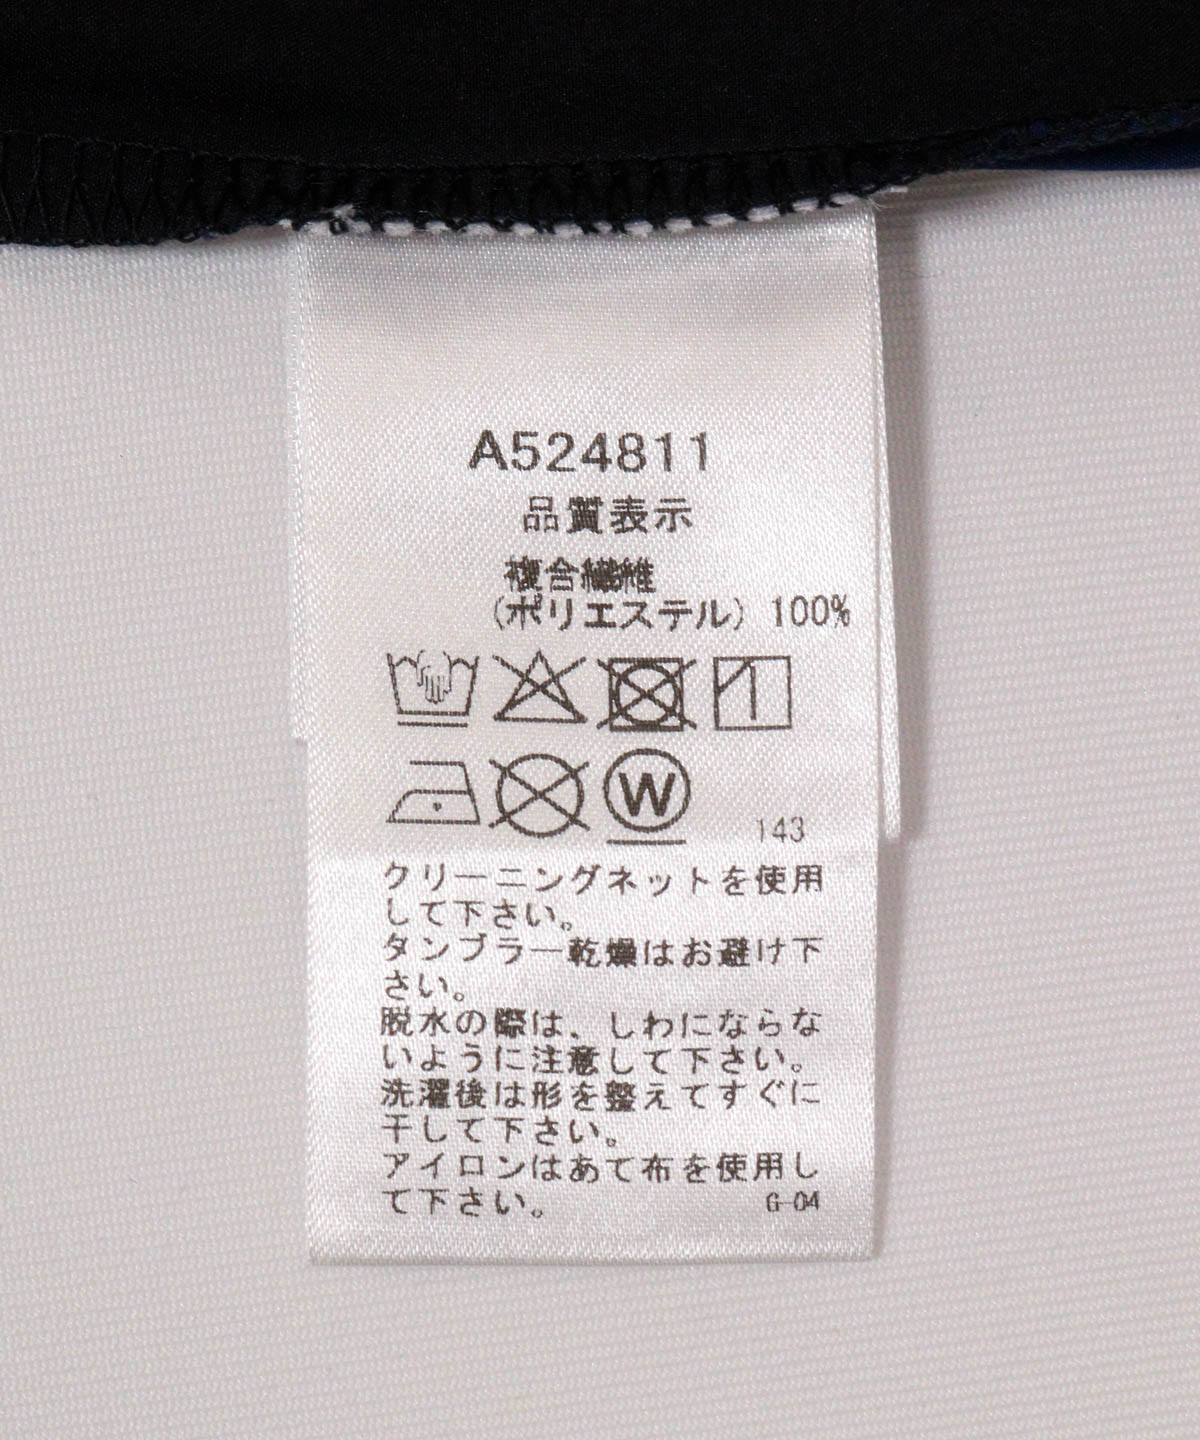 A524811
品質表示
複合繊維
(ポリエステル) 100%
W
143
クリーニングネットを使用
して下さい。
タンブラー乾燥はお避け下
さい。
脱水の際は、しわにならな
いように注意して下さい。
洗濯後は形を整えてすぐに
干して下さい。
アイロンはあて布を使用し
て下さい。
G-04